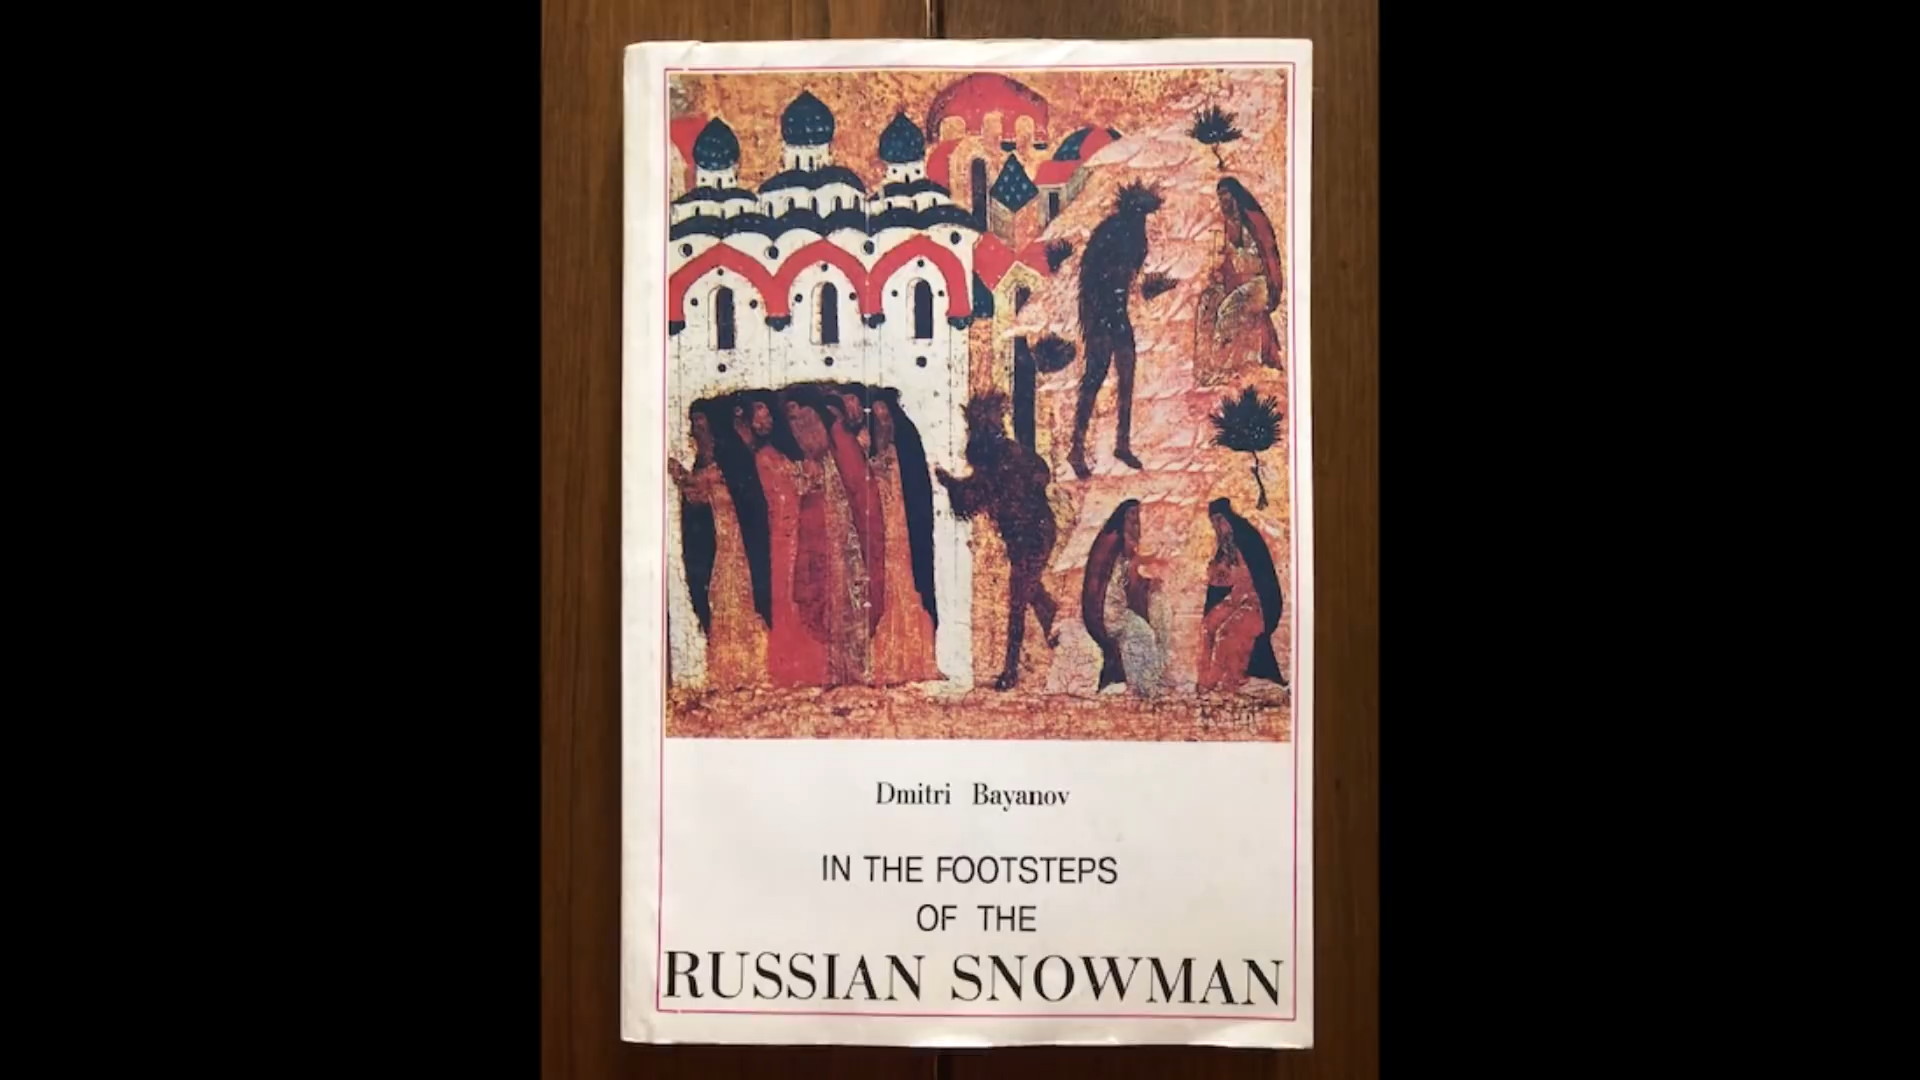 Dmitri Bayanov
IN THE FOOTSTEPS
OF THE
RUSSIAN SNOWMAN